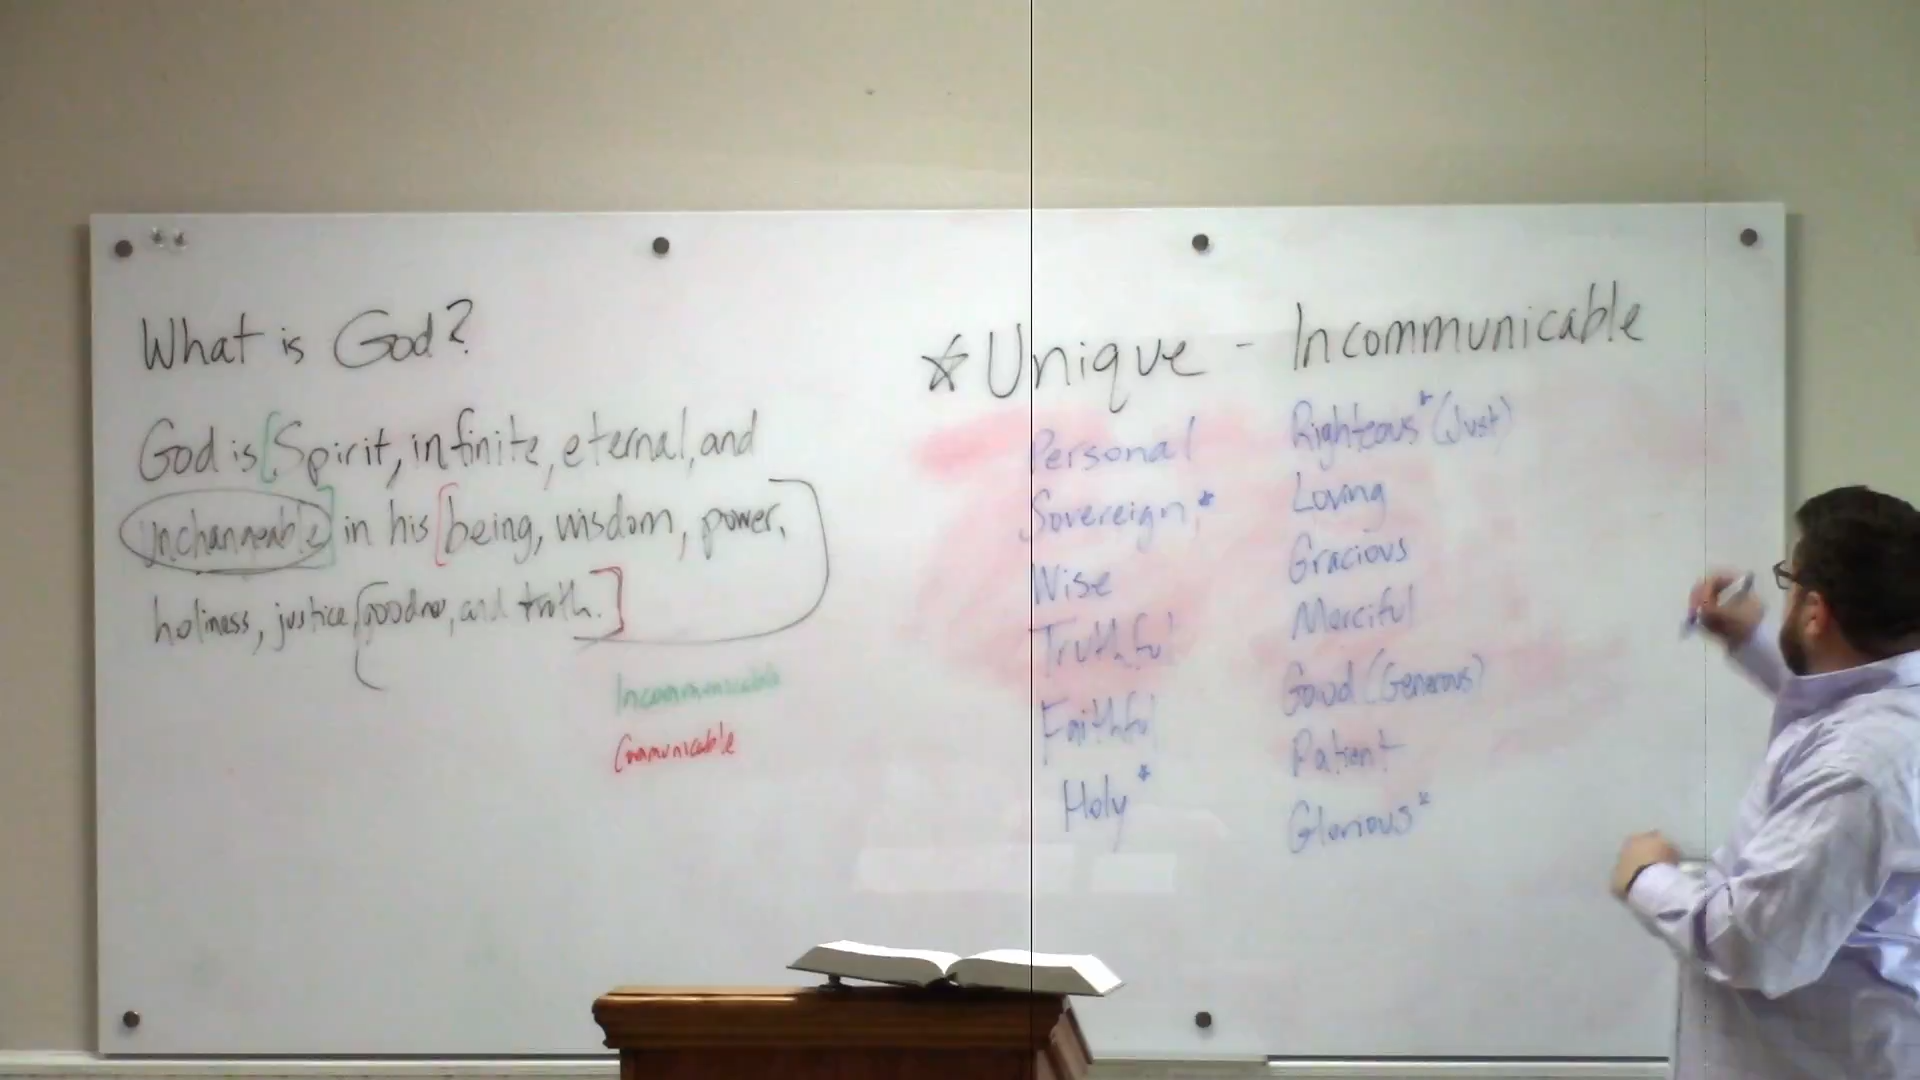 What is God?
God is [Spirit, infinite, eternal, and
Unchangeable] in his [being, wisdom, power,
holiness, justice, goodness, and truth.]
Incommunicable
Communicable
* Unique - Incommunicable
Personal
Sovereign *
Wise
Truthful
Faithful
Holy *
Righteous * (Just)
Loving
Gracious
Merciful
Good (Generous)
Patient
Glorious *